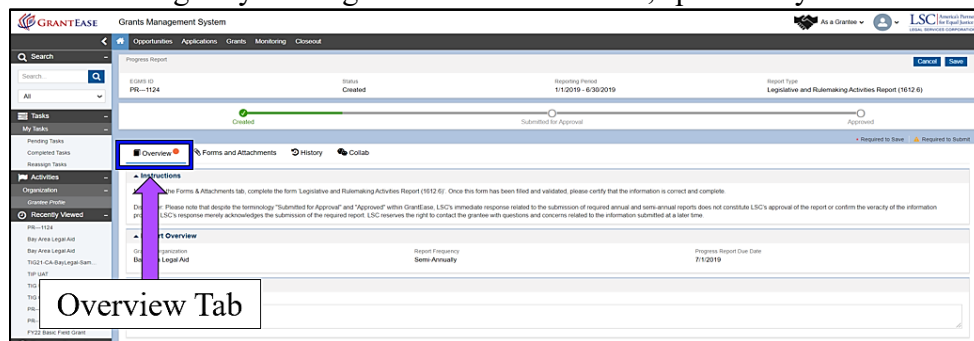 GRANTEASE
Grants Management System
As a Grantee
LSC America's Partner for Equal Justice
LEGAL SERVICES CORPORATION
Opportunities Applications Grants Monitoring Closeout
Search
Search...
All
Tasks
My Tasks
Pending Tasks
Completed Tasks
Reassign Tasks
Activities
Organization
Grantee Profile
Recently Viewed
PR---1124
Bay Area Legal Aid
Bay Area Legal Aid
TIG21-CA-BayLegal-Sam...
TIP UAT
TIG
TIG
PR--
PR--
FY22 Basic Field Grant
Progress Report
Cancel Save
EGMS ID Status Reporting Period Report Type
PR---1124 Created 1/1/2019 - 6/30/2019 Legislative and Rulemaking Activities Report (1612.6)
Created Submitted for Approval Approved
Required to Save Required to Submit
Overview Forms and Attachments History Collab
Instructions
the Forms & Attachments tab, complete the form 'Legislative and Rulemaking Activities Report (1612.6)'. Once this form has been filled and validated, please certify that the information is correct and complete.
Please note that despite the terminology "Submitted for Approval" and "Approved" within GrantEase, LSC's immediate response related to the submission of required annual and semi-annual reports does not constitute LSC's approval of the report or confirm the veracity of the information
LSC's response merely acknowledges the submission of the required report. LSC reserves the right to contact the grantee with questions and concerns related to the information submitted at a later time.
Overview
Report Frequency Progress Report Due Date
Legal Aid Semi-Annually 7/1/2019
Overview Tab